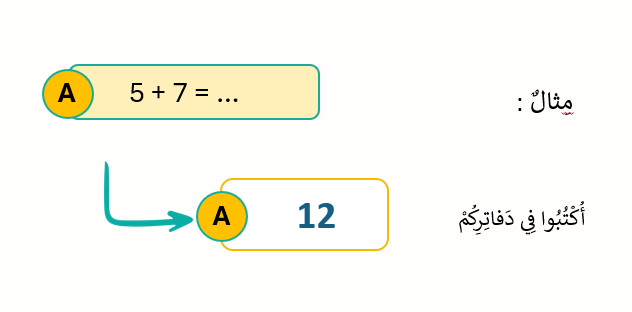 مِثالٌ :
A 5 + 7 = ...
أُكْتُبُوا فِي دَفاتِرِكُمْ
A 12